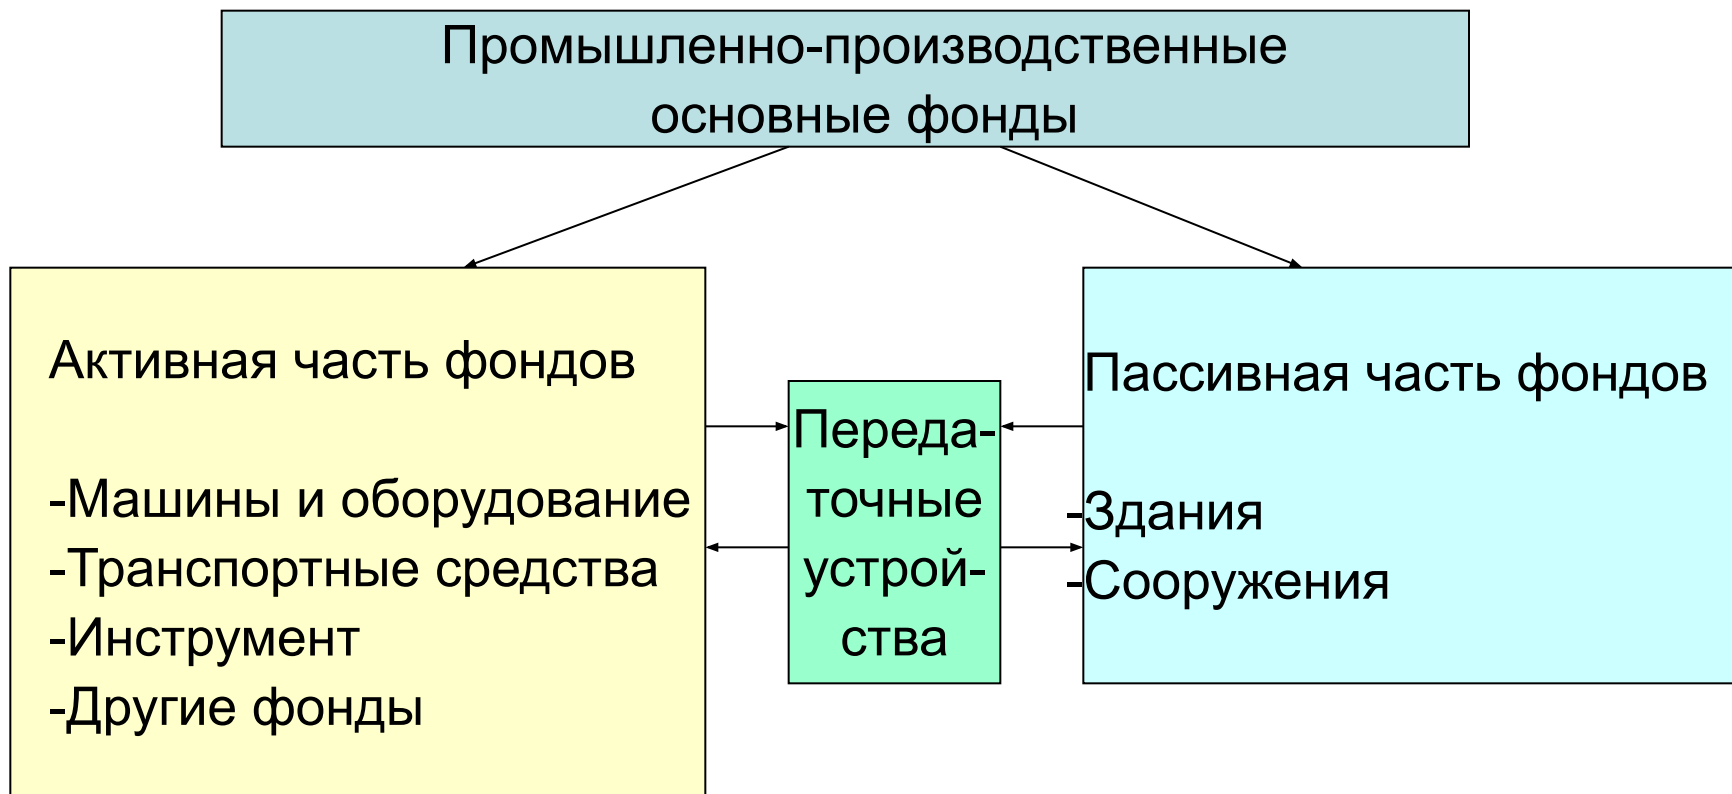 Промышленно-производственные
основные фонды
Активная часть фондов
-Машины и оборудование
-Транспортные средства
-Инструмент
-Другие фонды
Переда-
точные
устрой-
ства
Пассивная часть фондов
-Здания
-Сооружения